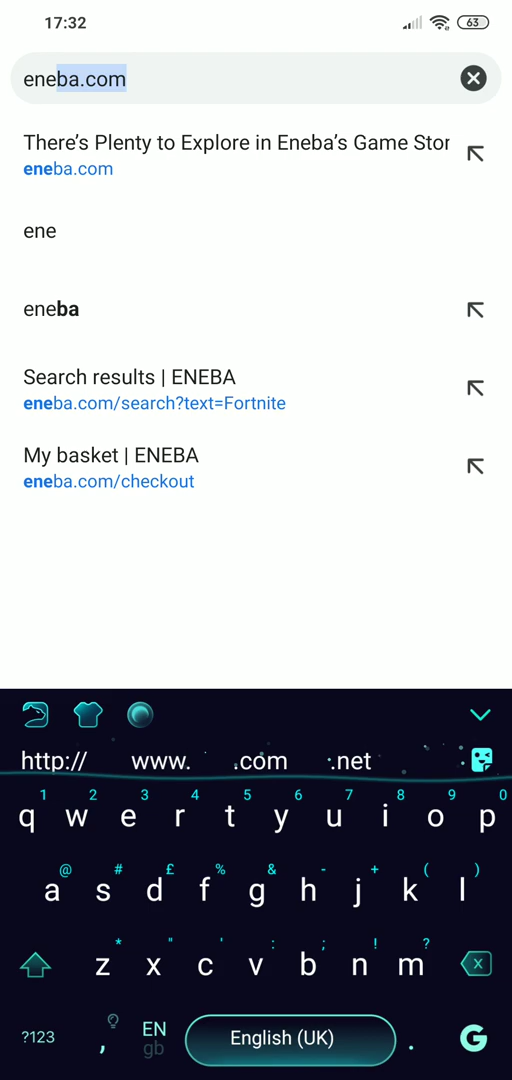 17:32
63
eneba.com
There's Plenty to Explore in Eneba's Game Stor
eneba.com
ene
eneba
Search results | ENEBA
eneba.com/search?text=Fortnite
My basket | ENEBA
eneba.com/checkout
http:// www. .com .net
1 2 3 4 5 6 7 8 9 0
q w e r t y u i o p
@ # £ % & - + ( )
a s d f g h j k l
* " ' : ; ! ?
z x c v b n m
?123 , EN gb English (UK) . G